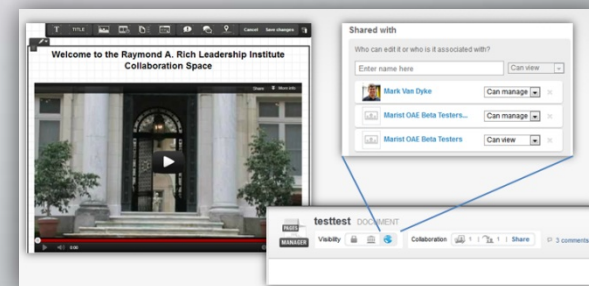 T TITLE Cancel Save changes
Welcome to the Raymond A. Rich Leadership Institute
Collaboration Space
Share More info
0:00
Shared with
Who can edit it or who is it associated with?
Enter name here Can view
Mark Van Dyke Can manage
Marist OAE Beta Testers... Can manage
Marist OAE Beta Testers Can view
testtest DOCUMENT
PAGES
MANAGER
Visibility Collaboration 1 | 1 | Share 3 comments